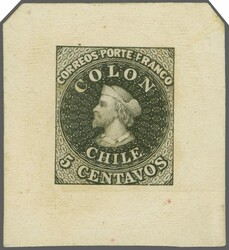 CORREOS PORTE FRANCO
COLON
CHILE
5 CENTAVOS